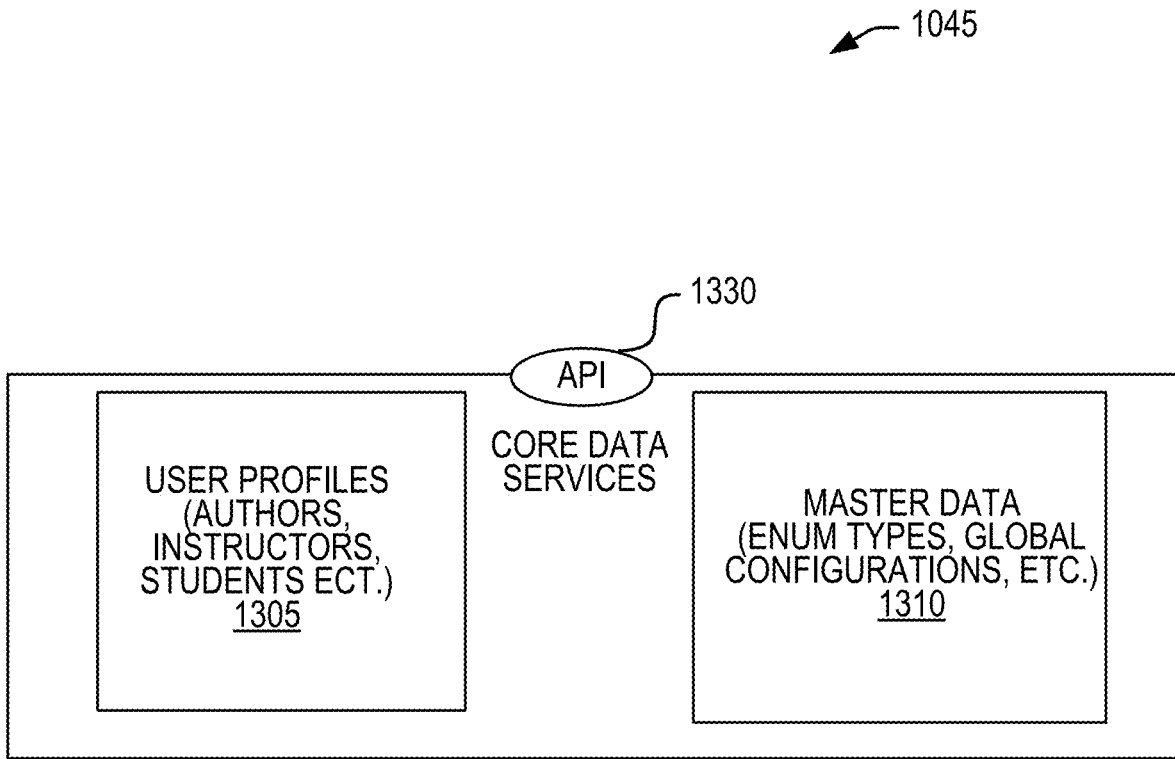 1045
1330
API
CORE DATA
SERVICES
USER PROFILES
(AUTHORS,
INSTRUCTORS,
STUDENTS ECT.)
1305
MASTER DATA
(ENUM TYPES, GLOBAL
CONFIGURATIONS, ETC.)
1310